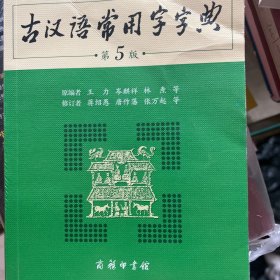 古汉语常用字字典
第5版
原编者 王力 岑麒祥 林焘 等
修订者 蒋绍愚 唐作藩 张万起 等
商务印书馆